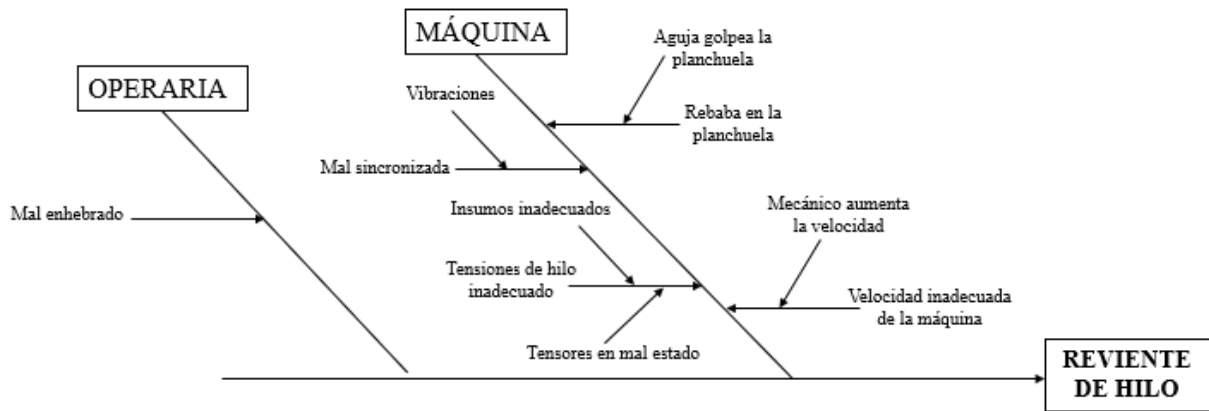 MÁQUINA
OPERARIA
Aguja golpea la
planchuela
Vibraciones
Rebaba en la
planchuela
Mal sincronizada
Mal enhebrado
Insumos inadecuados
Mecánico aumenta
la velocidad
Tensiones de hilo
inadecuado
Velocidad inadecuada
de la máquina
Tensores en mal estado
REVIENTE
DE HILO